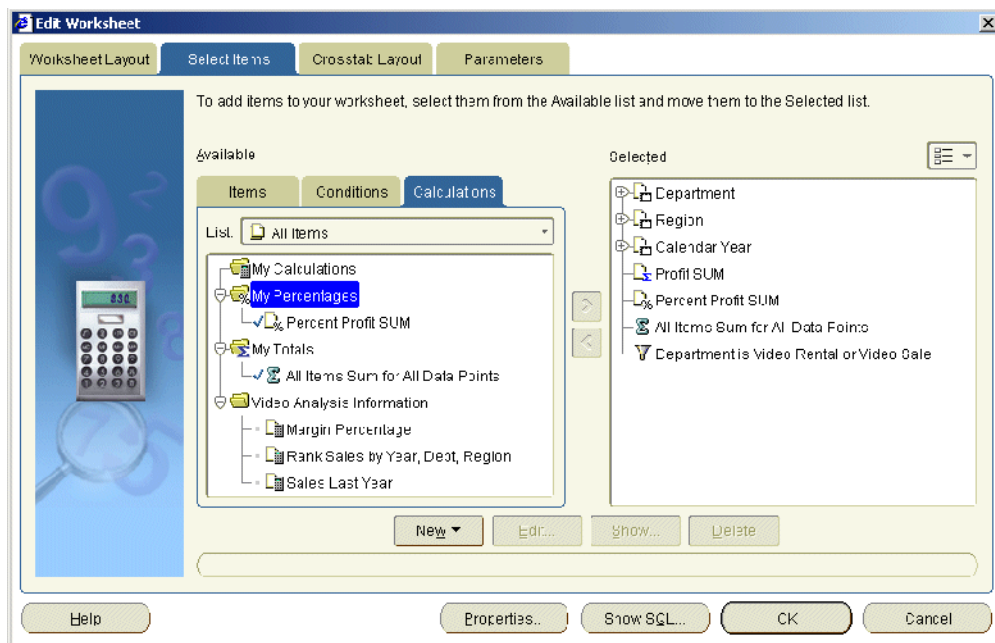 Edit Worksheet
Worksheet Layout
Select Items
Crosstab Layout
Parameters
To add items to your worksheet, select them from the Available list and move them to the Selected list.
Available
Selected
Items
Conditions
Calculations
List:
All Items
My Calculations
My Percentages
Percent Profit SUM
My Totals
All Items Sum for All Data Points
Video Analysis Information
Margin Percentage
Rank Sales by Year, Dept, Region
Sales Last Year
Department
Region
Calendar Year
Profit SUM
Percent Profit SUM
All Items Sum for All Data Points
Department is Video Rental or Video Sale
New
Edit...
Show...
Delete
Help
Properties...
Show SQL...
OK
Cancel